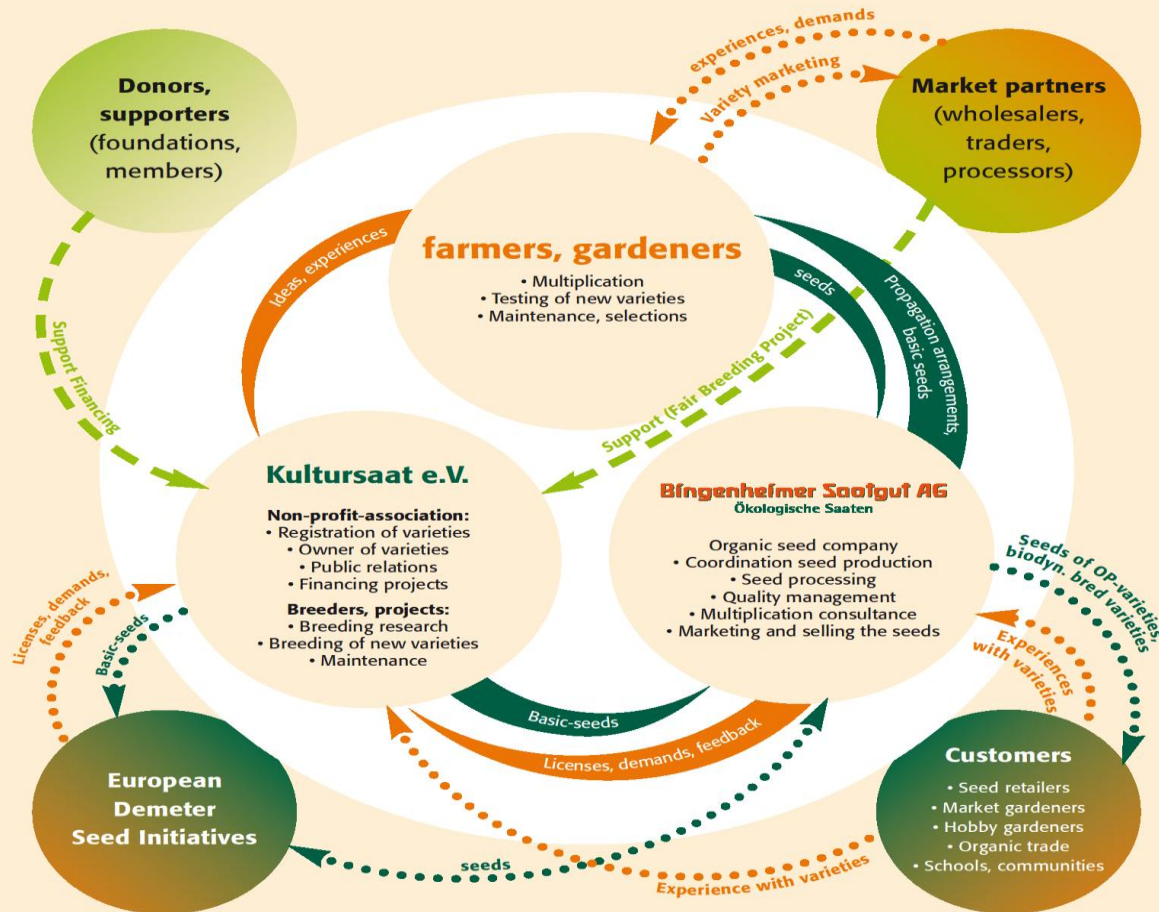 Donors,
supporters
(foundations,
members)
experiences, demands
Variety marketing
Market partners
(wholesalers,
traders,
processors)
Ideas, experiences
farmers, gardeners
• Multiplication
• Testing of new varieties
• Maintenance, selections
seeds
Propagation arrangements,
basic seeds
Support Financing
Support (Fair Breeding Project)
Kultursaat e.V.
Non-profit-association:
• Registration of varieties
• Owner of varieties
• Public relations
• Financing projects
Breeders, projects:
• Breeding research
• Breeding of new varieties
• Maintenance
Bingenheimer Saatgut AG
Ökologische Saaten
Organic seed company
• Coordination seed production
• Seed processing
• Quality management
• Multiplication consultance
• Marketing and selling the seeds
Seeds of OP-varieties,
biodyn. bred varieties
Experiences
with varieties
Licenses, demands,
feedback
Basic-seeds
Basic-seeds
Licenses, demands, feedback
European
Demeter
Seed Initiatives
seeds
Experience with varieties
Customers
• Seed retailers
• Market gardeners
• Hobby gardeners
• Organic trade
• Schools, communities